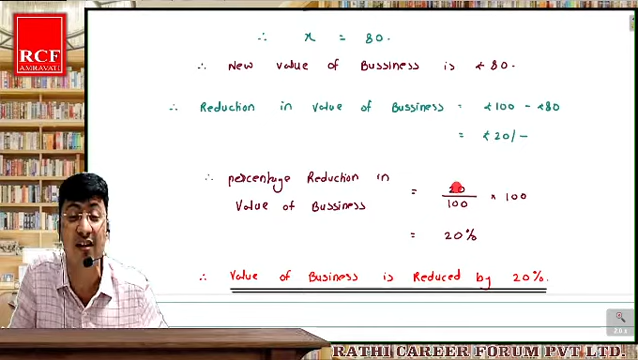 RCF
AMRAVATI
∴ x = 80.
∴ New value of Bussiness is ₹80.
∴ Reduction in value of Bussiness = ₹100 - ₹80
= ₹20/-
∴ percentage Reduction in
Value of Bussiness = 20/100 × 100
= 20%
∴ Value of Business is Reduced by 20%.
RATHI CAREER FORUM PVT LTD.